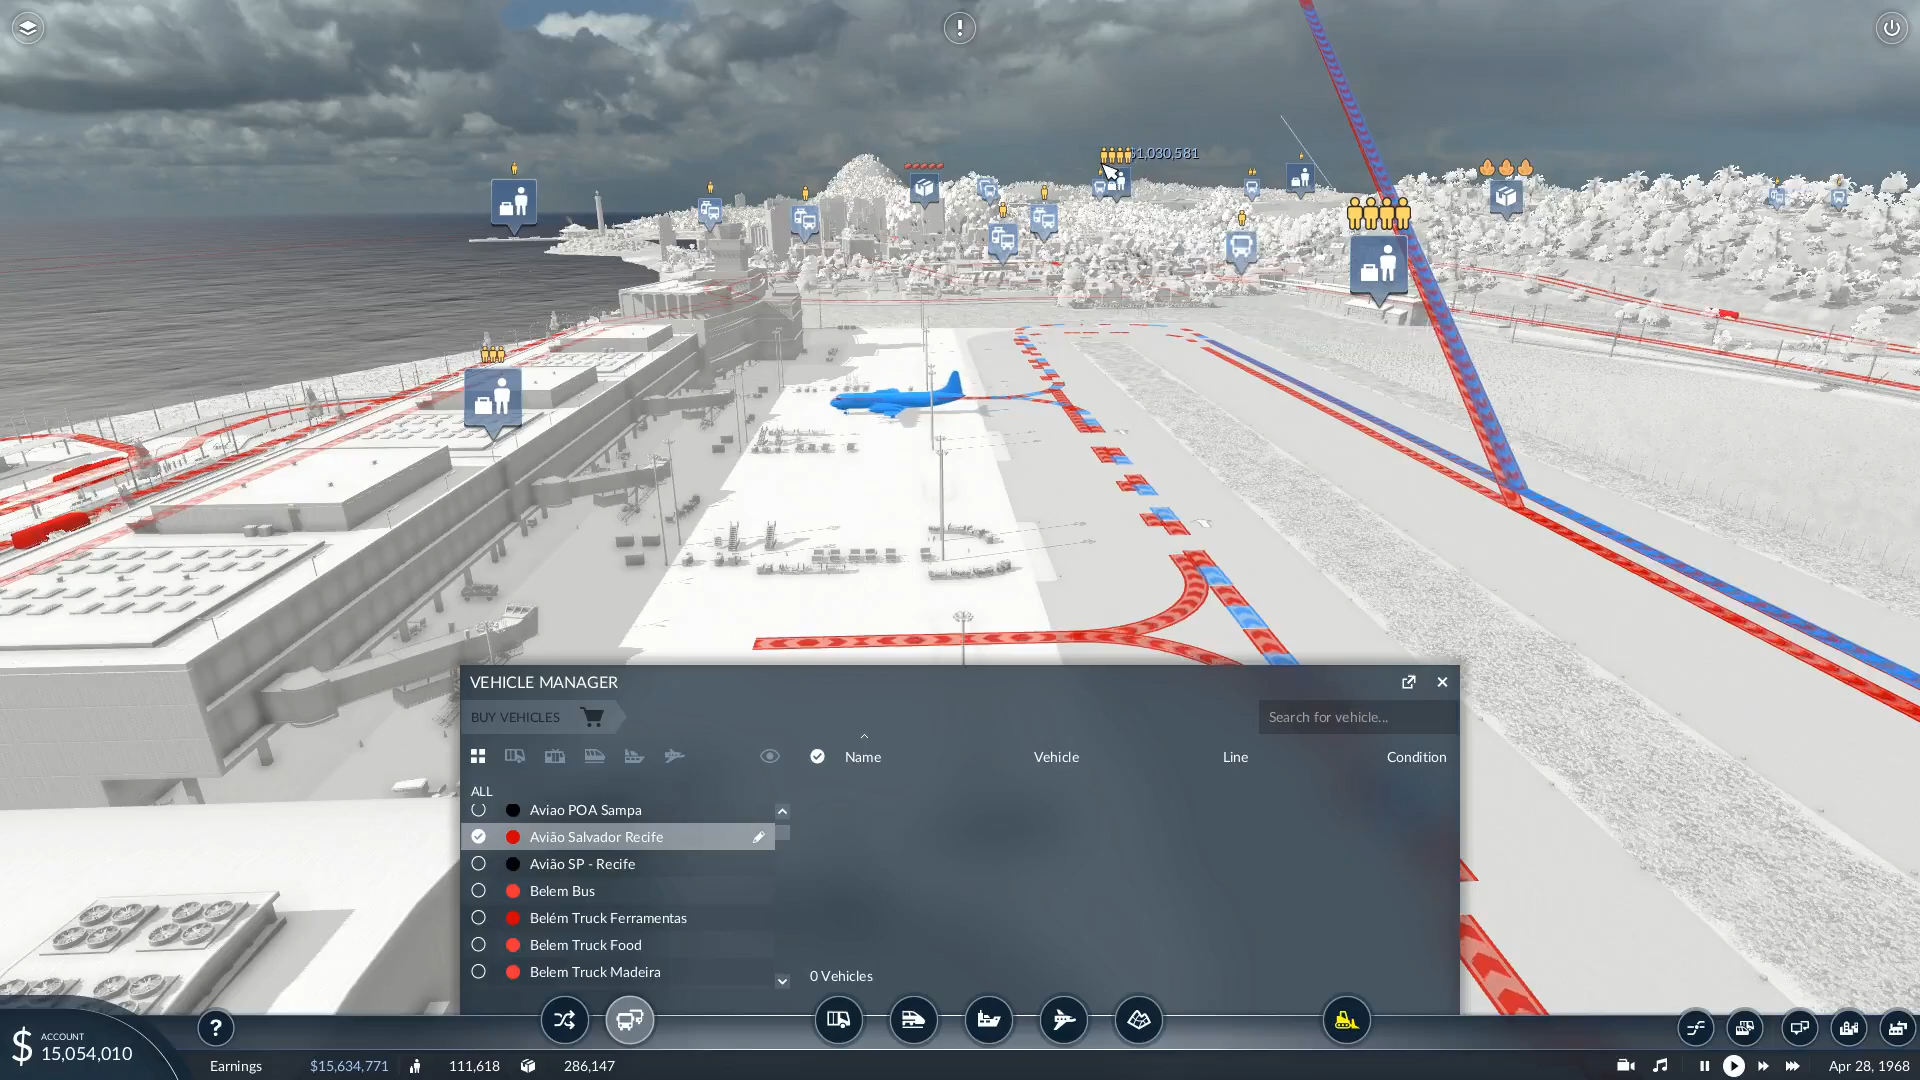 $1,030,581
VEHICLE MANAGER
BUY VEHICLES
Search for vehicle...
Name Vehicle Line Condition
ALL
Aviao POA Sampa
Avião Salvador Recife
Avião SP - Recife
Belem Bus
Belém Truck Ferramentas
Belem Truck Food
Belem Truck Madeira
0 Vehicles
?
$ ACCOUNT
15,054,010
Earnings $15,634,771 111,618 286,147
Apr 28, 1968